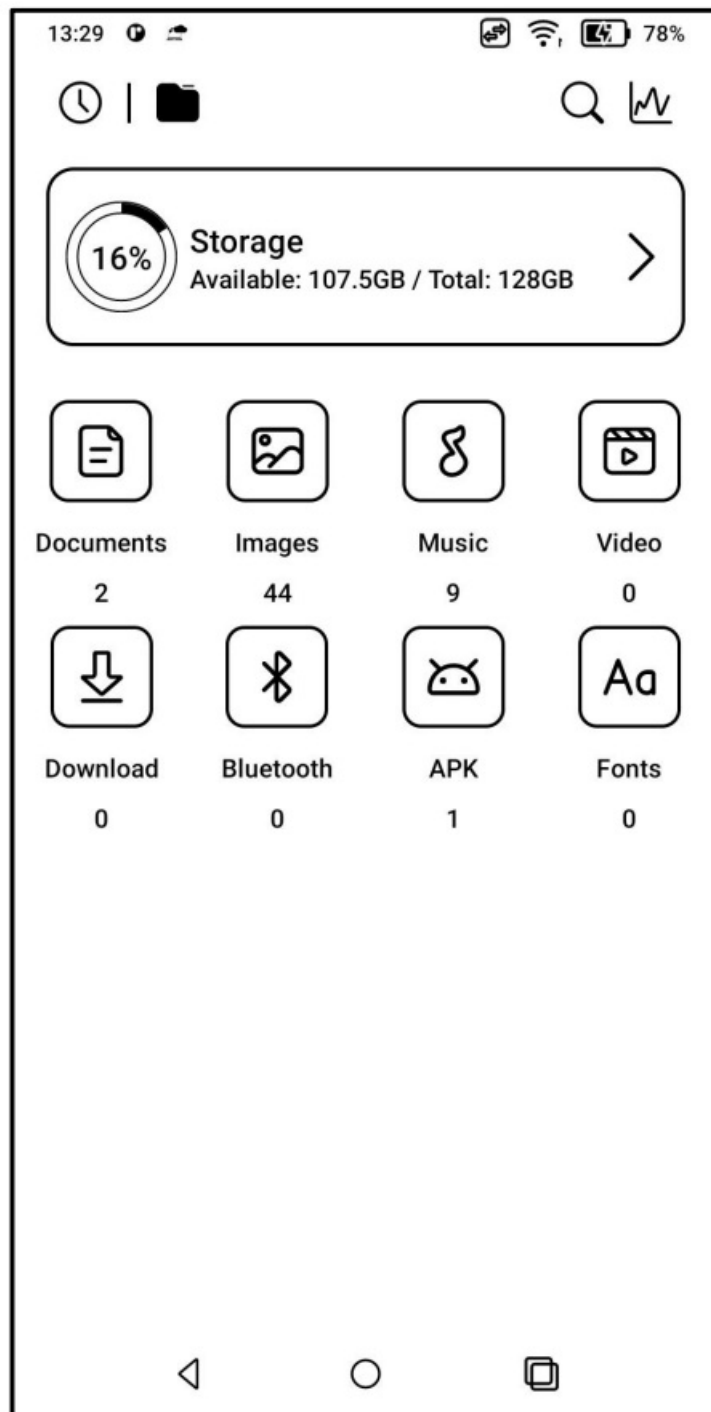 13:29 78%
16%
Storage
Available: 107.5GB / Total: 128GB
Documents Images Music Video
2 44 9 0
Aa
Download Bluetooth APK Fonts
0 0 1 0